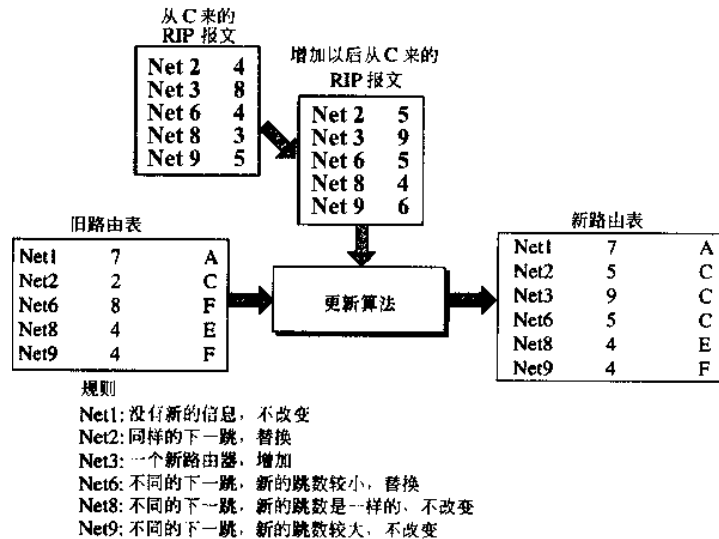 从 C 来的
RIP 报文
Net 2 4
Net 3 8
Net 6 4
Net 8 3
Net 9 5
增加以后从 C 来的
RIP 报文
Net 2 5
Net 3 9
Net 6 5
Net 8 4
Net 9 6
旧路由表
Net1 7 A
Net2 2 C
Net6 8 F
Net8 4 E
Net9 4 F
更新算法
新路由表
Net1 7 A
Net2 5 C
Net3 9 C
Net6 5 C
Net8 4 E
Net9 4 F
规则
Net1: 没有新的信息, 不改变
Net2: 同样的下一跳, 替换
Net3: 一个新路由器, 增加
Net6: 不同的下一跳, 新的跳数较小, 替换
Net8: 不同的下一跳, 新的跳数是一样的、不改变
Net9: 不同的下一跳, 新的跳数较大、不改变